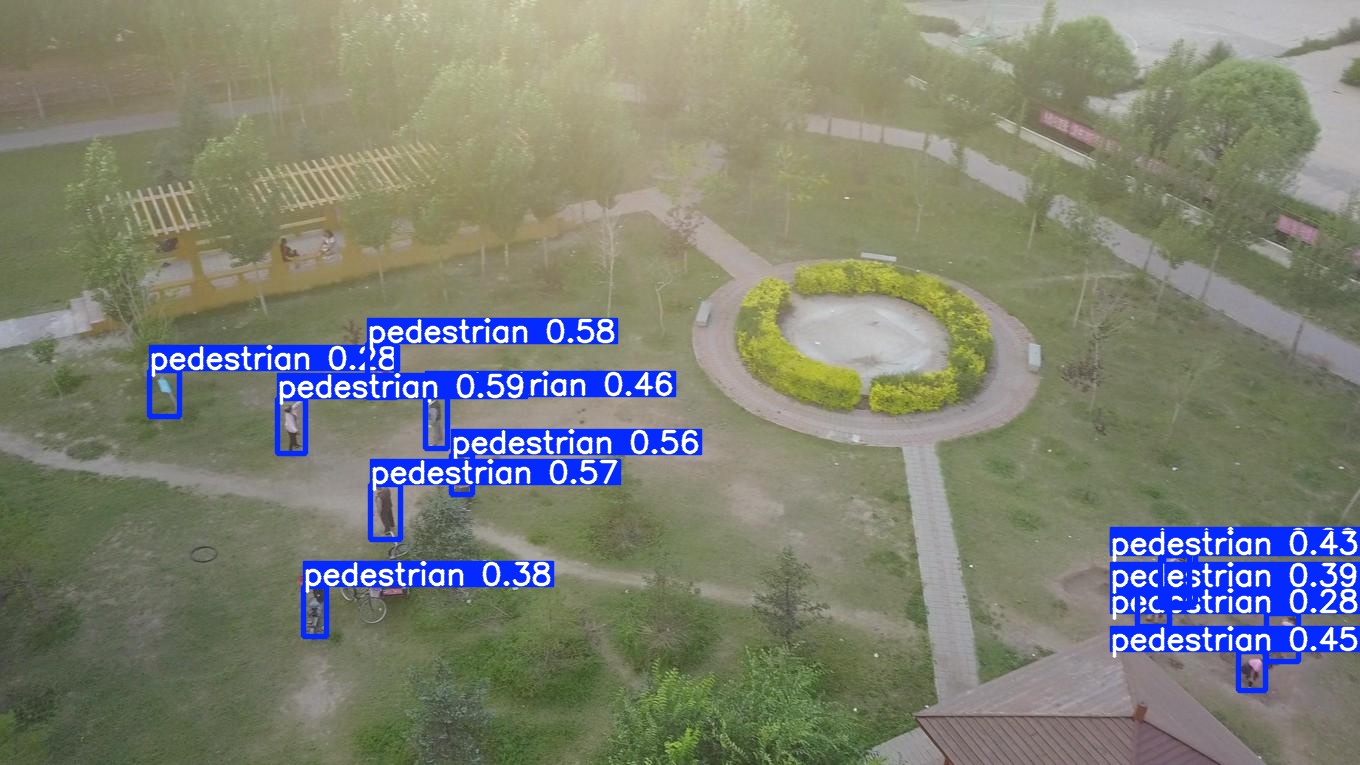 pedestrian 0.58
pedestrian 0.28
pedestrian 0.59
rian 0.46
pedestrian 0.56
pedestrian 0.57
pedestrian 0.38
pedestrian 0.43
pedestrian 0.39
pedestrian 0.28
pedestrian 0.45